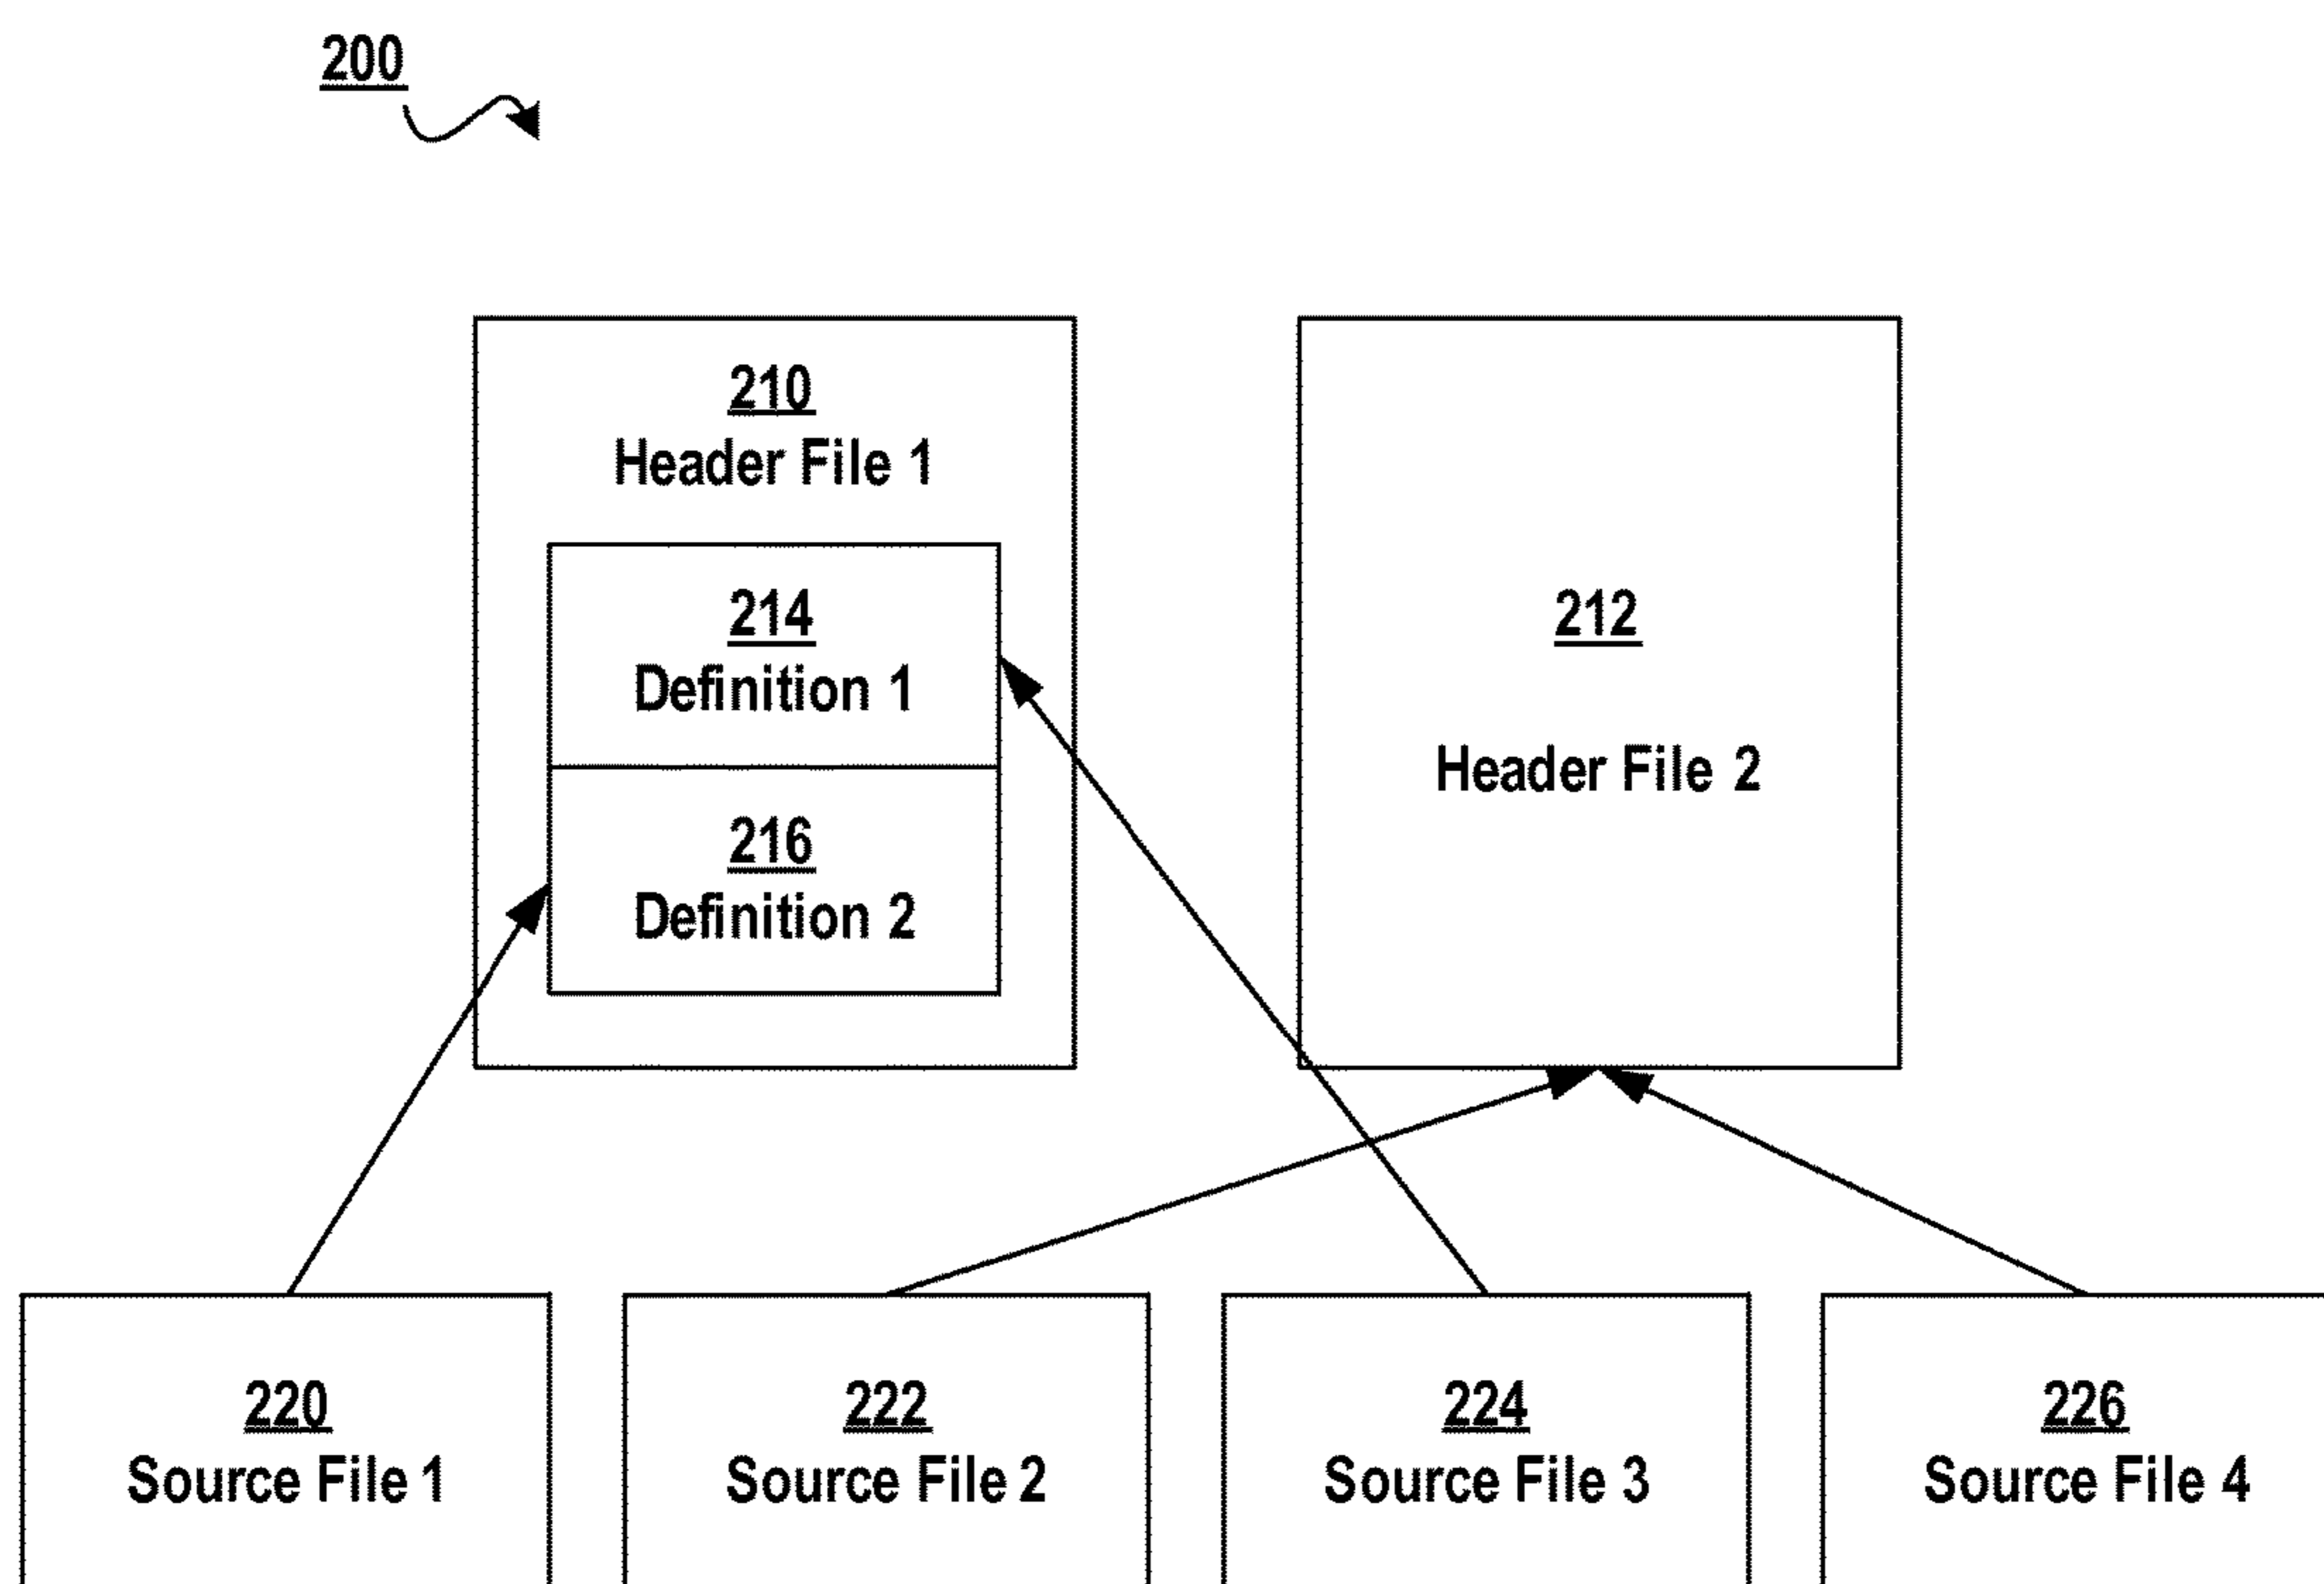 200
210
Header File 1
214
Definition 1
216
Definition 2
212
Header File 2
220
Source File 1
222
Source File 2
224
Source File 3
226
Source File 4